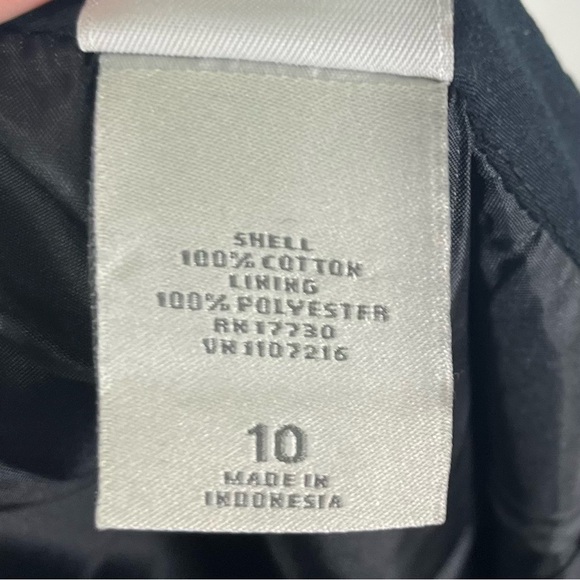 SHELL
100% COTTON
LINING
100% POLYESTER
RN 17730
VN 1107216
10
MADE IN
INDONESIA